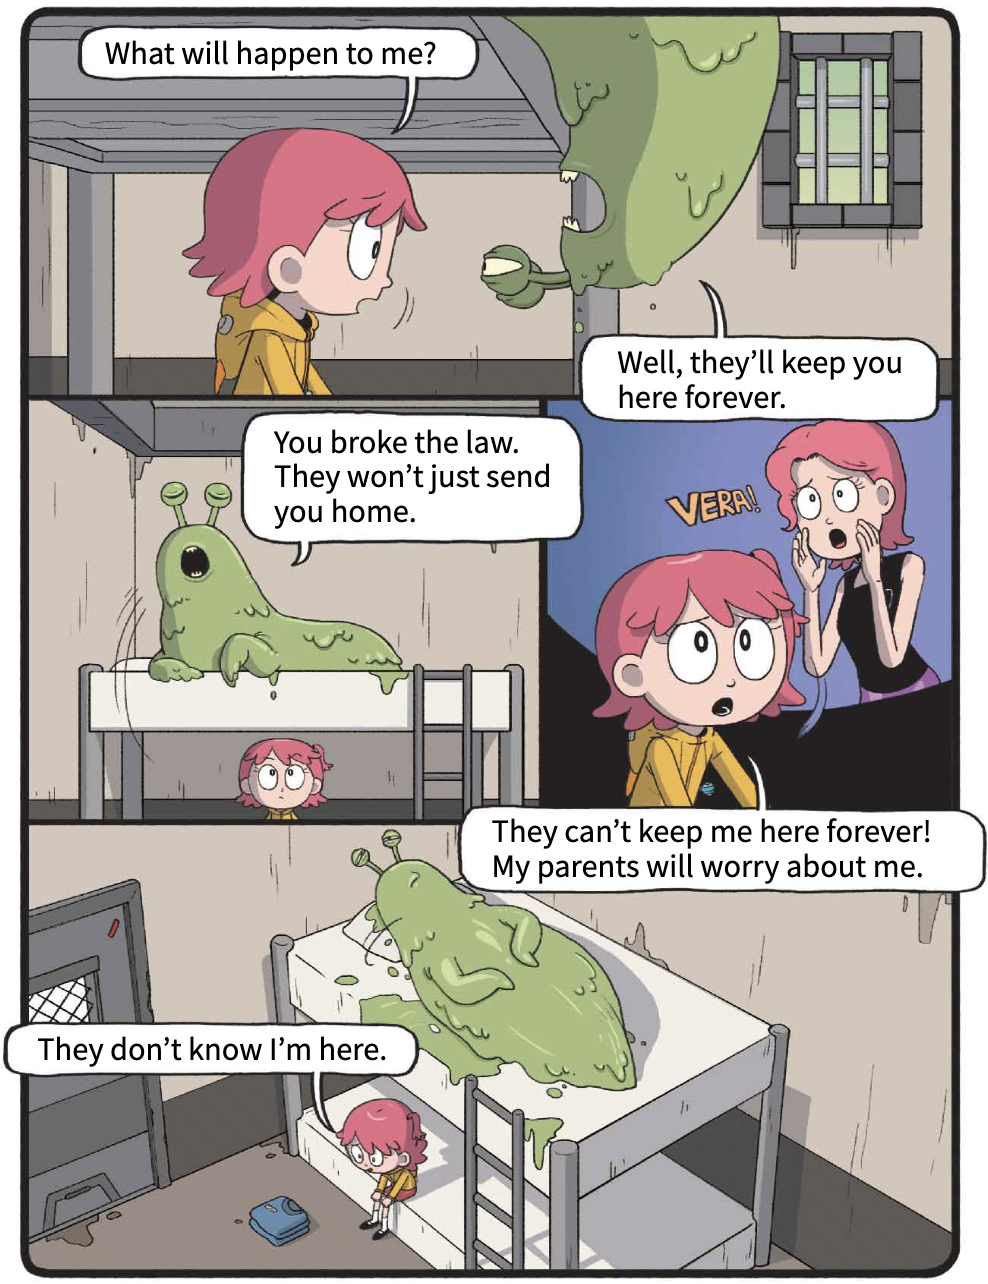 What will happen to me?
Well, they'll keep you
here forever.
You broke the law.
They won't just send
you home.
VERA!
They can't keep me here forever!
My parents will worry about me.
They don't know I'm here.